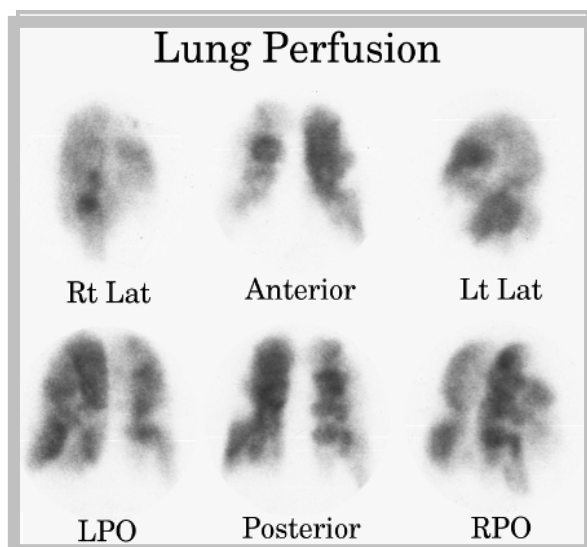 Lung Perfusion
Rt Lat Anterior Lt Lat
LPO Posterior RPO